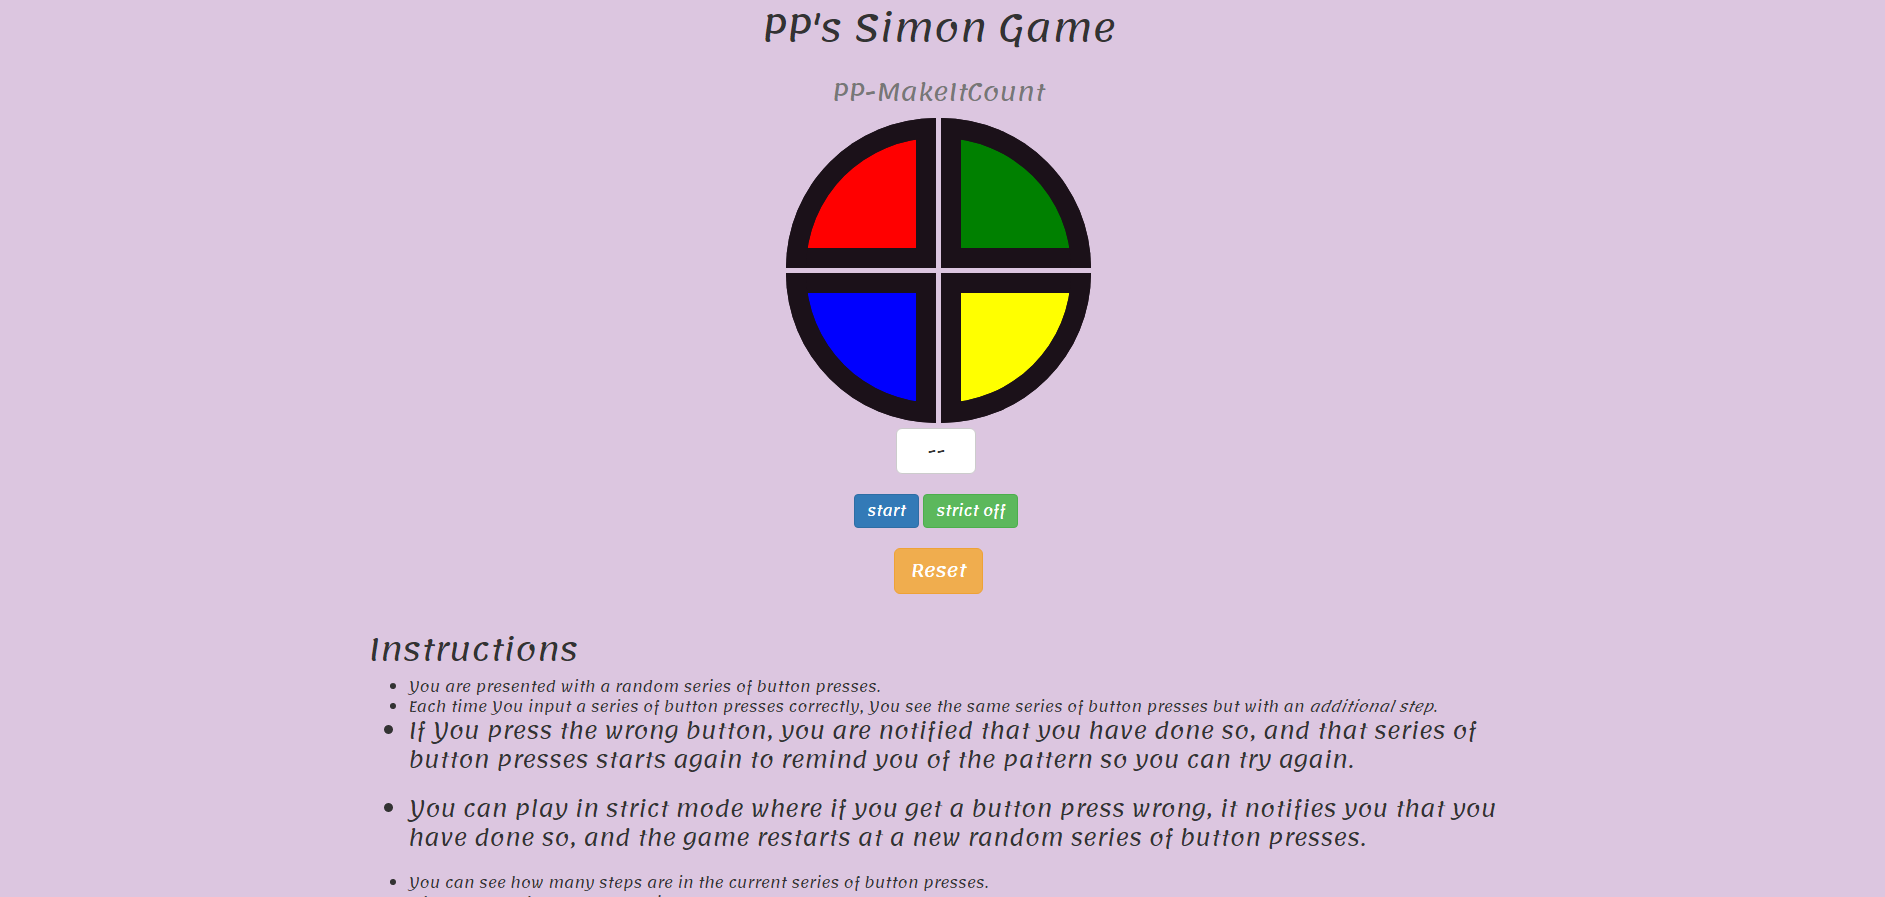 PP's Simon Game
PP-MakeItCount
--
start strict off
Reset
Instructions
You are presented with a random series of button presses.
Each time You input a series of button presses correctly, You see the same series of button presses but with an additional step.
If You press the wrong button, you are notified that you have done so, and that series of
button presses starts again to remind you of the pattern so you can try again.
You can play in strict mode where if you get a button press wrong, it notifies you that you
have done so, and the game restarts at a new random series of button presses.
You can see how many steps are in the current series of button presses.